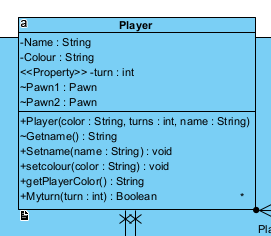 a
Player
-Name : String
-Colour : String
<<Property>> -turn : int
~Pawn1 : Pawn
~Pawn2 : Pawn
+Player(color : String, turns : int, name : String)
~Getname() : String
+Setname(name : String) : void
+setcolour(color : String) : void
+getPlayerColor() : String
+Myturn(turn : int) : Boolean
*
Pla